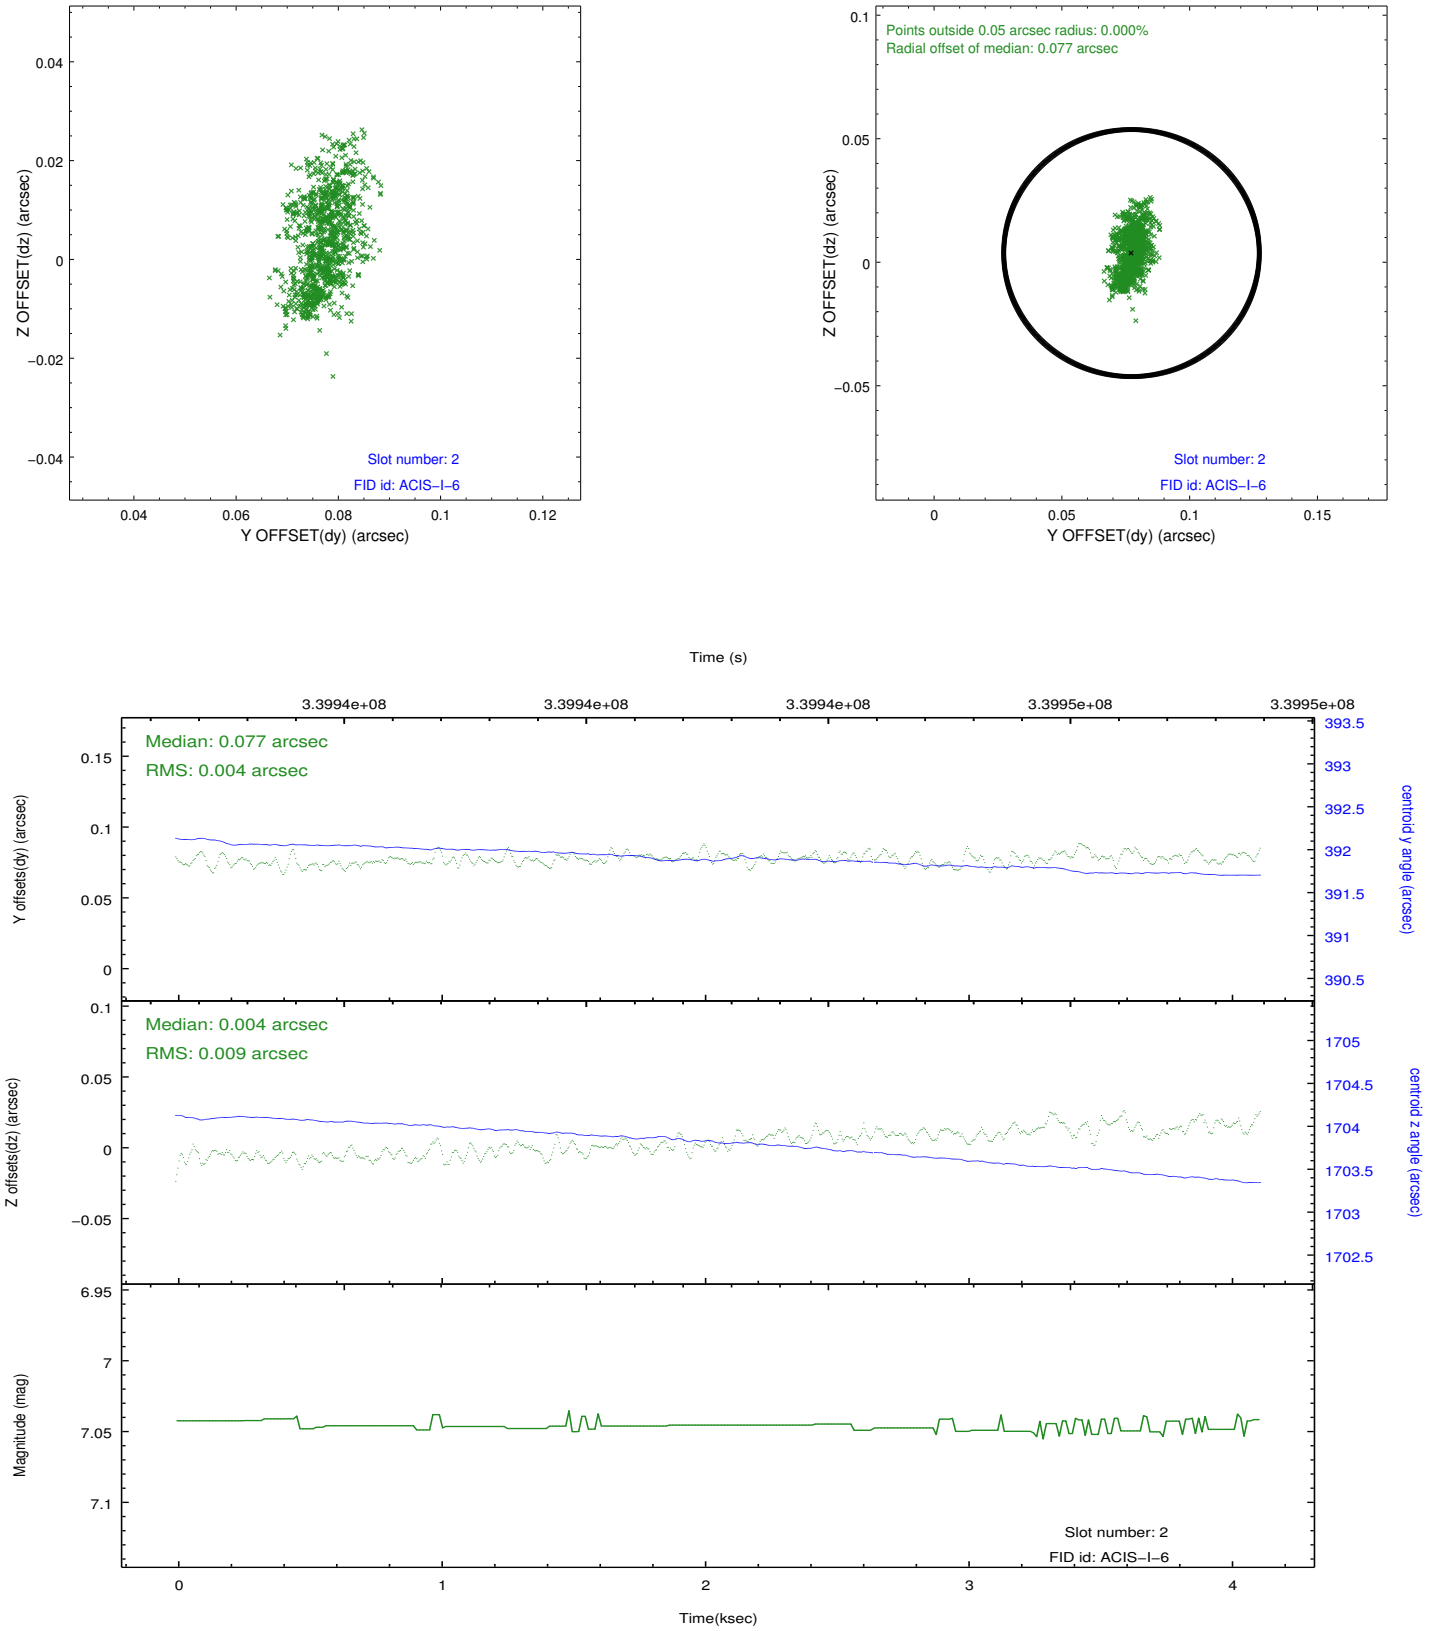 0.04
0.02
0
−0.02
−0.04
Z OFFSET(dz) (arcsec)
Slot number: 2
FID id: ACIS−I−6
0.04 0.06 0.08 0.1 0.12
Y OFFSET(dy) (arcsec)
Points outside 0.05 arcsec radius: 0.000%
Radial offset of median: 0.077 arcsec
0.1
0.05
0
−0.05
Z OFFSET(dz) (arcsec)
Slot number: 2
FID id: ACIS−I−6
0 0.05 0.1 0.15
Y OFFSET(dy) (arcsec)
Time (s)
3.3994e+08 3.3994e+08 3.3994e+08 3.3995e+08 3.3995e+08
Median: 0.077 arcsec
RMS: 0.004 arcsec
0.15
0.1
0.05
0
Y offsets(dy) (arcsec)
393.5
393
392.5
392
391.5
391
390.5
centroid y angle (arcsec)
Median: 0.004 arcsec
RMS: 0.009 arcsec
0.1
0.05
0
−0.05
Z offsets(dz) (arcsec)
1705
1704.5
1704
1703.5
1703
1702.5
centroid z angle (arcsec)
6.95
7
7.05
7.1
Magnitude (mag)
Slot number: 2
FID id: ACIS−I−6
0 1 2 3 4
Time(ksec)